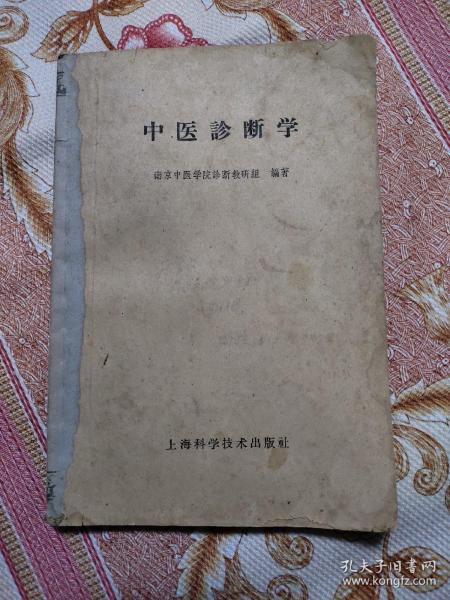 中医診断学
南京中医学院診断教研組 編著
上海科学技术出版社
孔夫子旧书网
www.kongfz.com